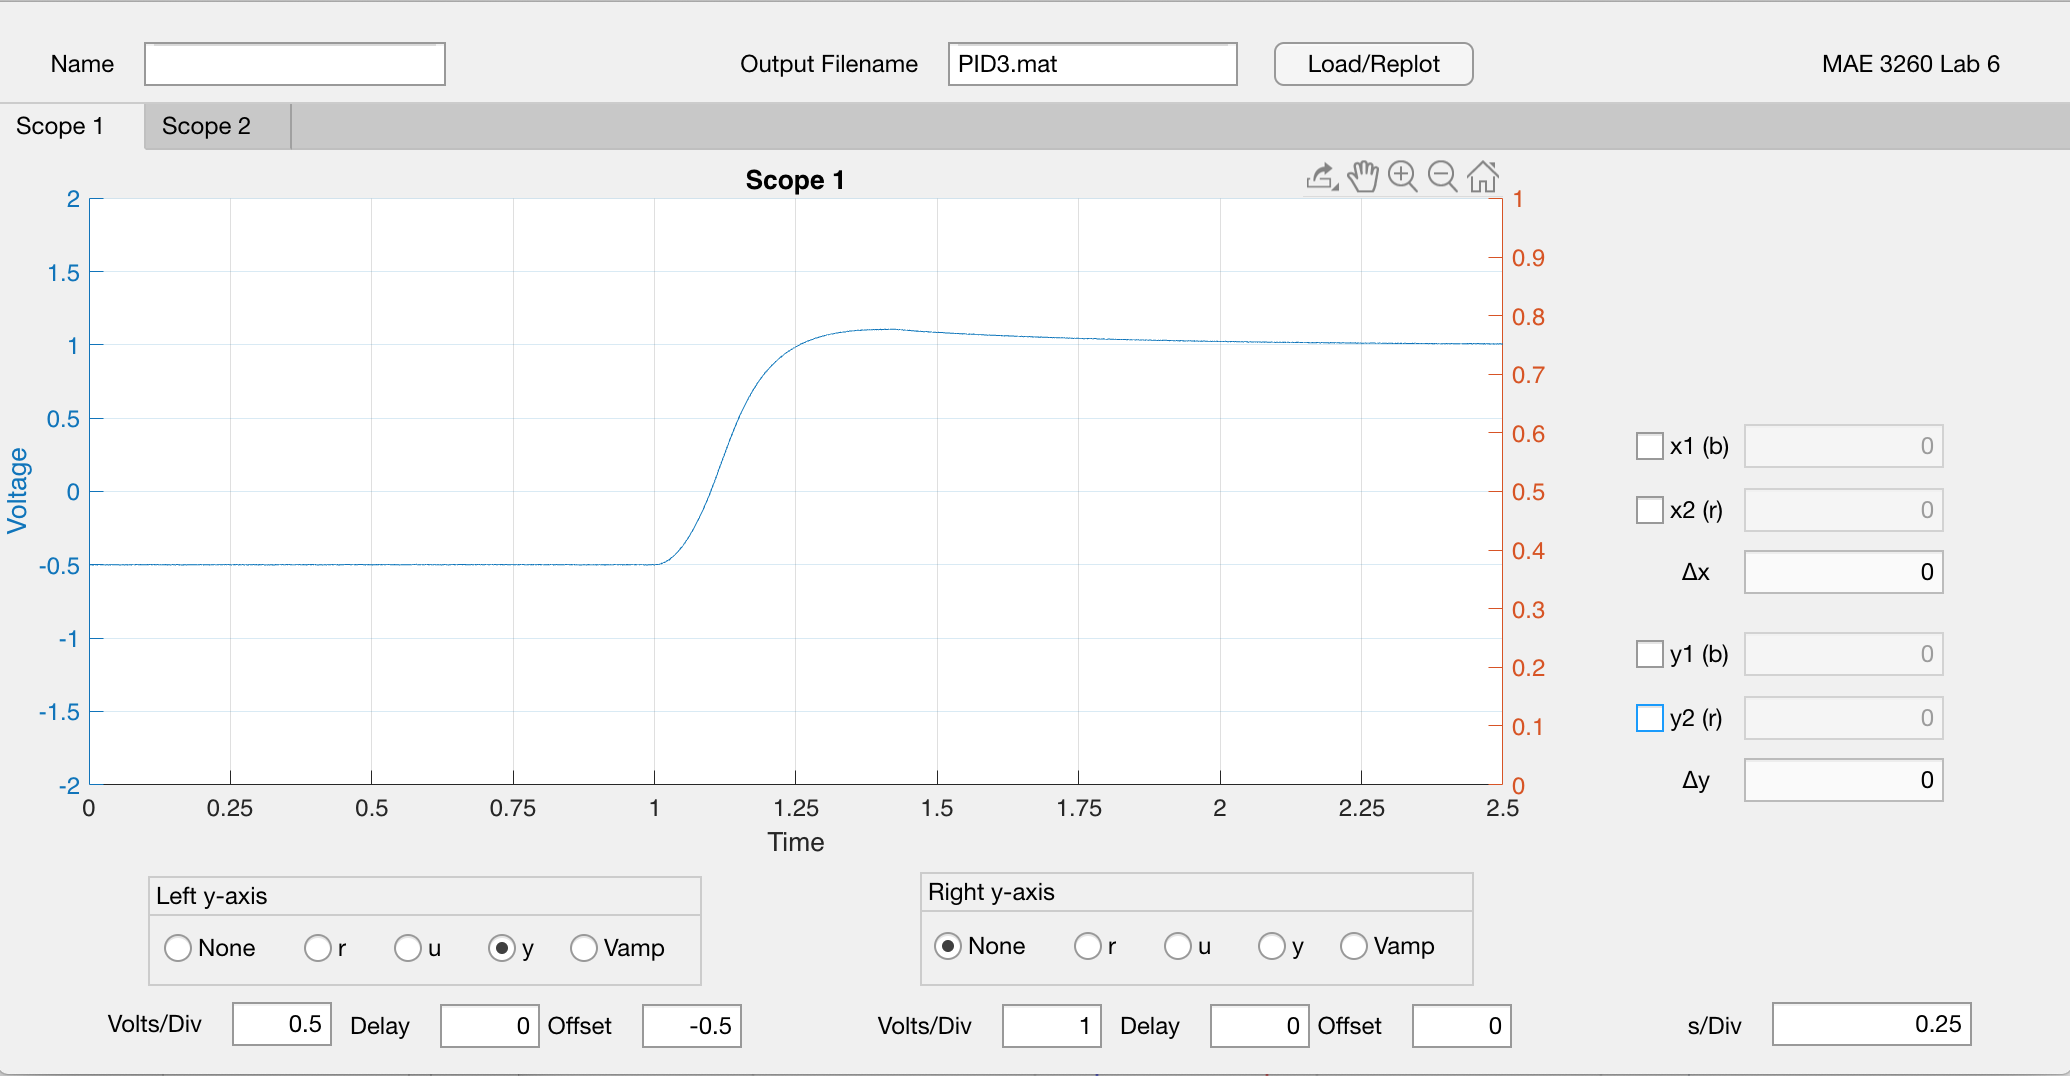 Name Output Filename PID3.mat Load/Replot MAE 3260 Lab 6
Scope 1 Scope 2
Scope 1
2 1
0.9
1.5
0.8
1
0.7
0.5 0.6
0 0.5
-0.5 0.4
-1 0.3
0.2
-1.5 0.1
-2 0
Voltage
0 0.25 0.5 0.75 1 1.25 1.5 1.75 2 2.25 2.5
Time
x1 (b) 0
x2 (r) 0
Δx 0
y1 (b) 0
y2 (r) 0
Δy 0
Left y-axis
None r u y Vamp
Right y-axis
None r u y Vamp
Volts/Div 0.5 Delay 0 Offset -0.5 Volts/Div 1 Delay 0 Offset 0 s/Div 0.25